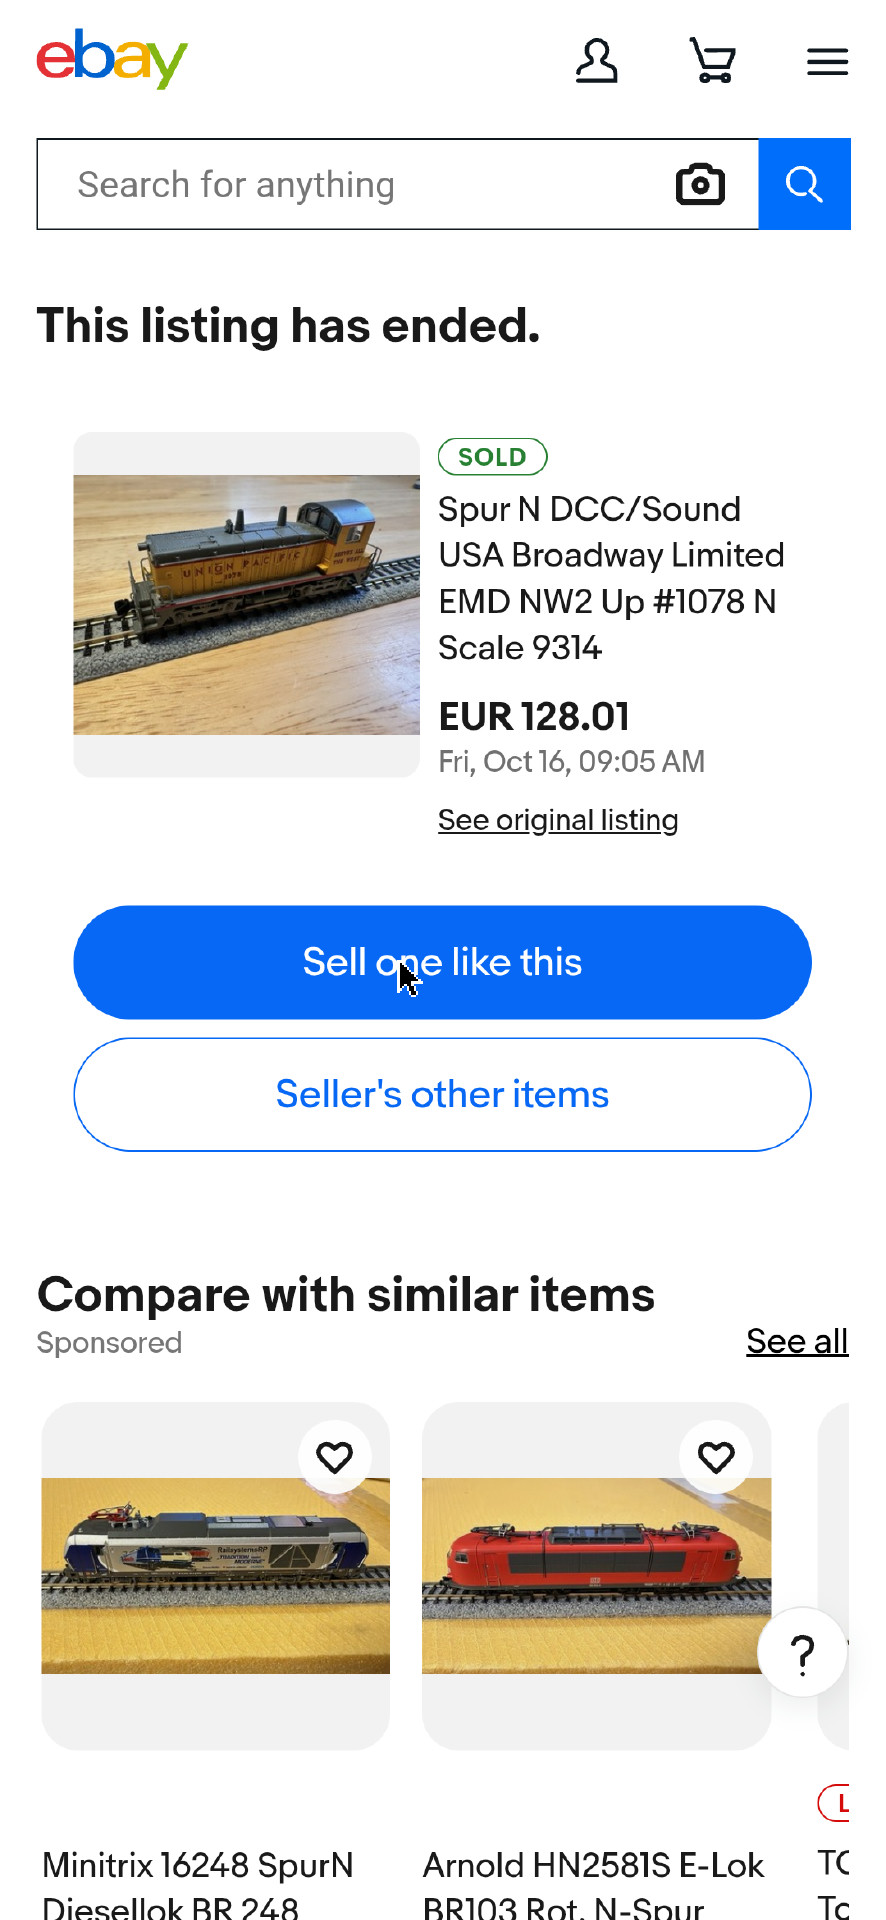 ebay
Search for anything
This listing has ended.
SOLD
Spur N DCC/Sound
USA Broadway Limited
EMD NW2 Up #1078 N
Scale 9314
EUR 128.01
Fri, Oct 16, 09:05 AM
See original listing
UNION PACIFIC
Sell one like this
Seller's other items
Compare with similar items
Sponsored
See all
RailsystemsRP
?
Minitrix 16248 SpurN
Diesellok BR 248
Arnold HN2581S E-Lok
BR103 Rot, N-Spur